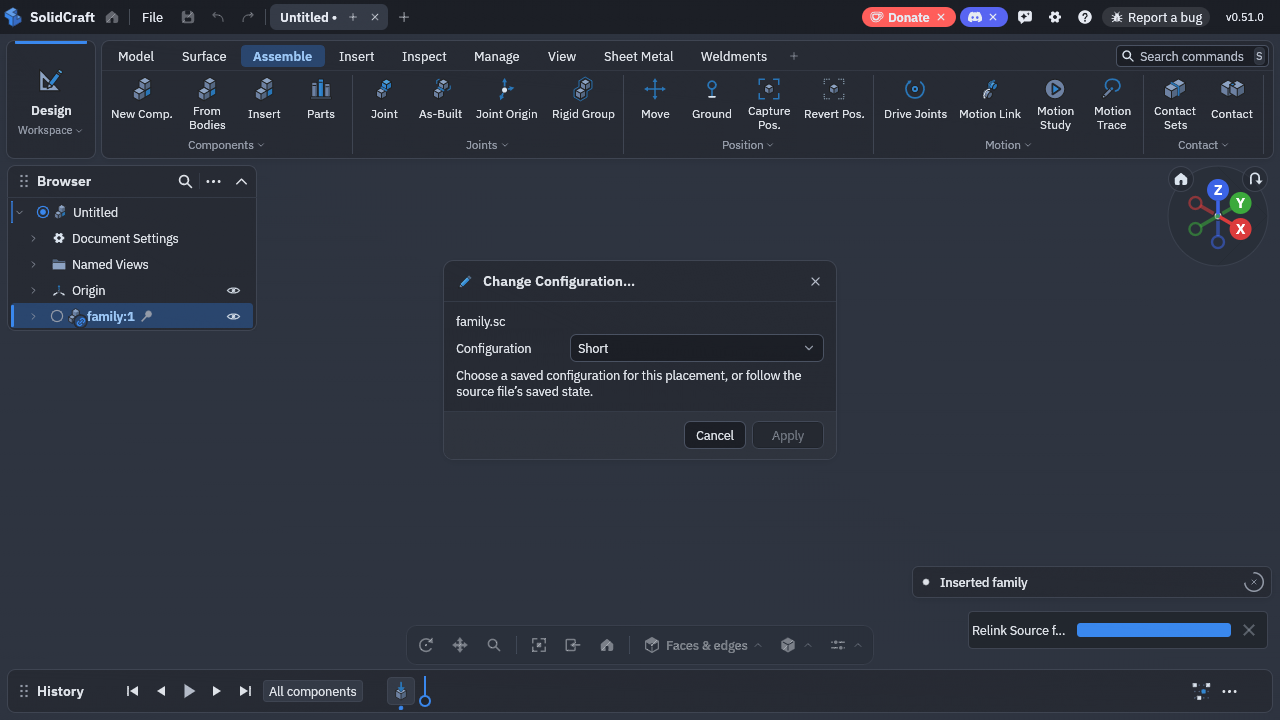 SolidCraft
File
Untitled •
Donate
Report a bug
v0.51.0
Design
Workspace
Model
Surface
Assemble
Insert
Inspect
Manage
View
Sheet Metal
Weldments
Search commands
S
New Comp.
From Bodies
Insert
Parts
Components
Joint
As-Built
Joint Origin
Rigid Group
Joints
Move
Ground
Capture Pos.
Revert Pos.
Position
Drive Joints
Motion Link
Motion Study
Motion Trace
Motion
Contact Sets
Contact
Contact
Browser
Untitled
Document Settings
Named Views
Origin
family:1
Z
Y
X
Change Configuration...
family.sc
Configuration
Short
Choose a saved configuration for this placement, or follow the
source file's saved state.
Cancel
Apply
Inserted family
Relink Source f...
Faces & edges
History
All components